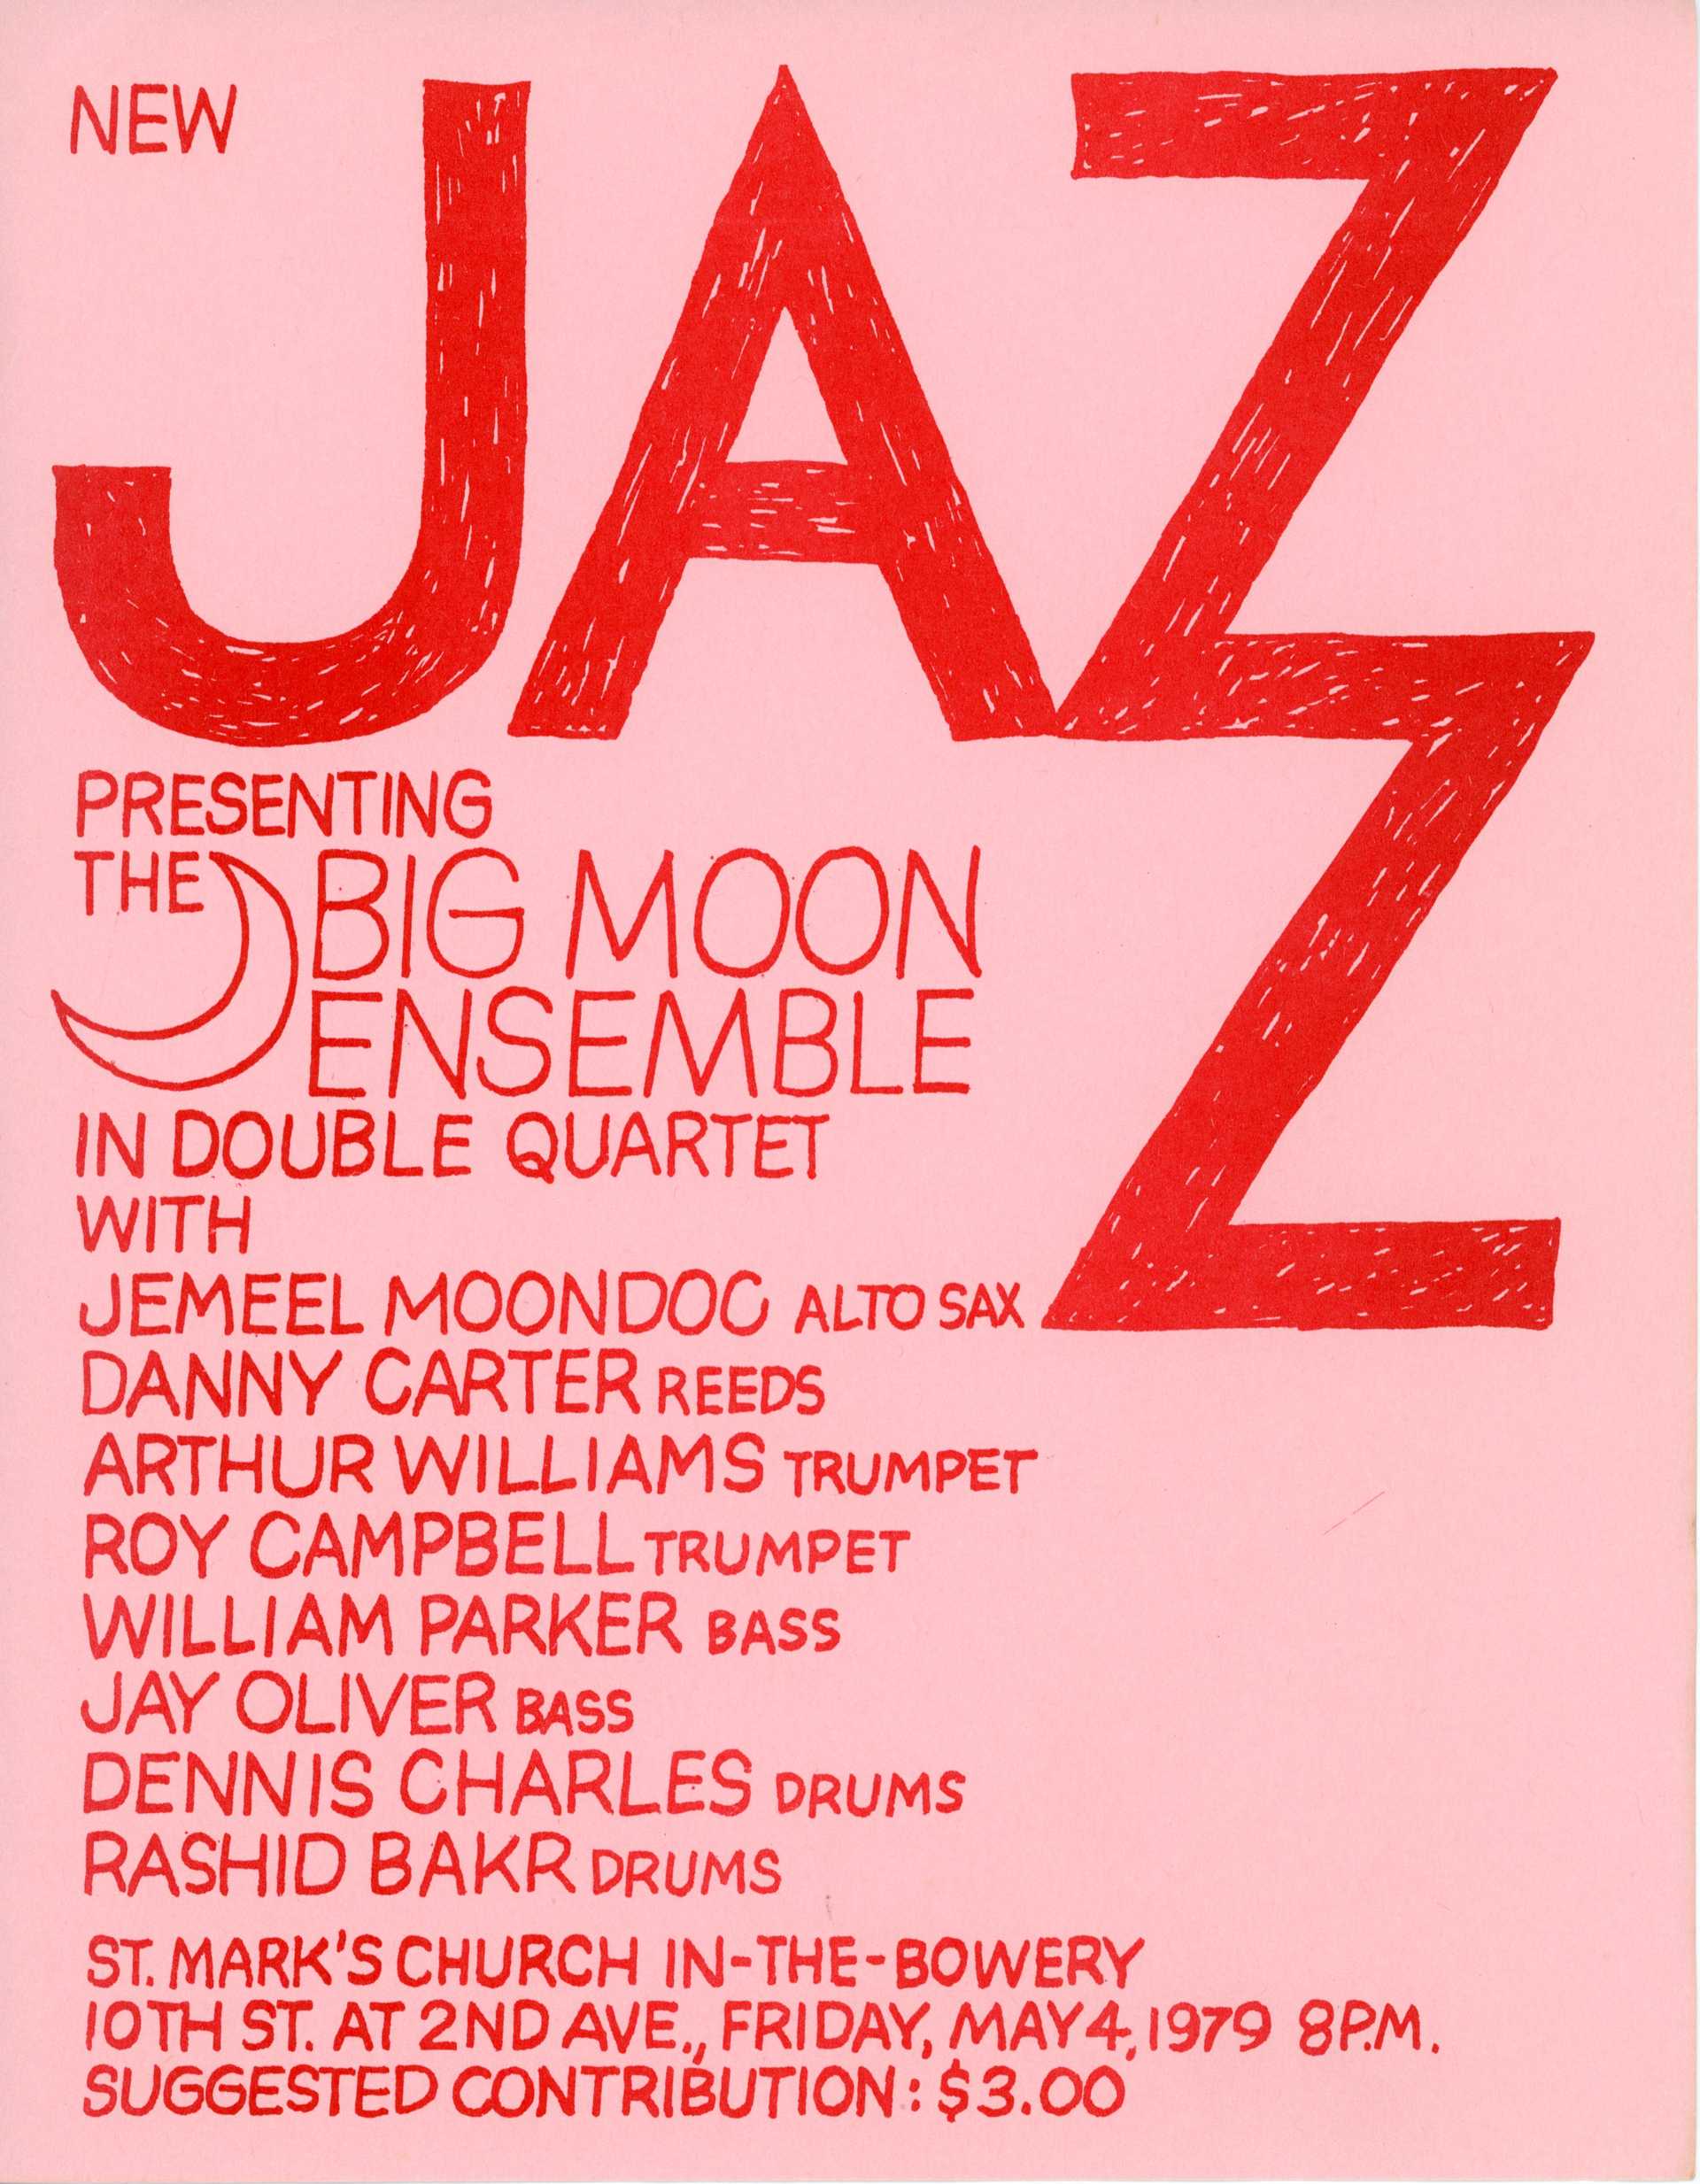 NEW
JAZZ
PRESENTING
THE BIG MOON
ENSEMBLE
IN DOUBLE QUARTET
WITH
JEMEEL MOONDOC ALTO SAX
DANNY CARTER REEDS
ARTHUR WILLIAMS TRUMPET
ROY CAMPBELL TRUMPET
WILLIAM PARKER BASS
JAY OLIVER BASS
DENNIS CHARLES DRUMS
RASHID BAKR DRUMS
ST. MARK'S CHURCH IN-THE-BOWERY
10TH ST. AT 2ND AVE., FRIDAY, MAY 4, 1979 8P.M.
SUGGESTED CONTRIBUTION: $3.00